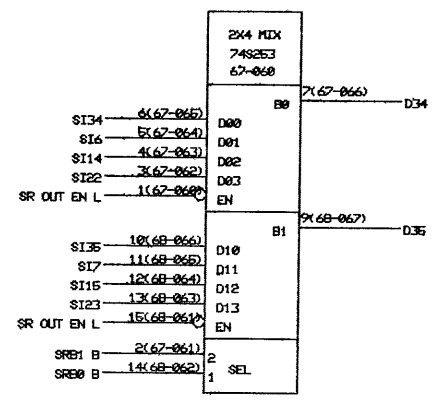 2X4 MIX
74S253
67-060
7(67-066)
B0 D34
SI34 6(67-065) D00
SI6 5(67-064) D01
SI14 4(67-063) D02
SI22 3(67-062) D03
SR OUT EN L 1(67-060) EN
9(68-067)
B1 D35
SI35 10(68-066) D10
SI7 11(68-065) D11
SI15 12(68-064) D12
SI23 13(68-063) D13
SR OUT EN L 15(68-061) EN
SRB1 B 2(67-061) 2
SEL
SRB0 B 14(68-062) 1